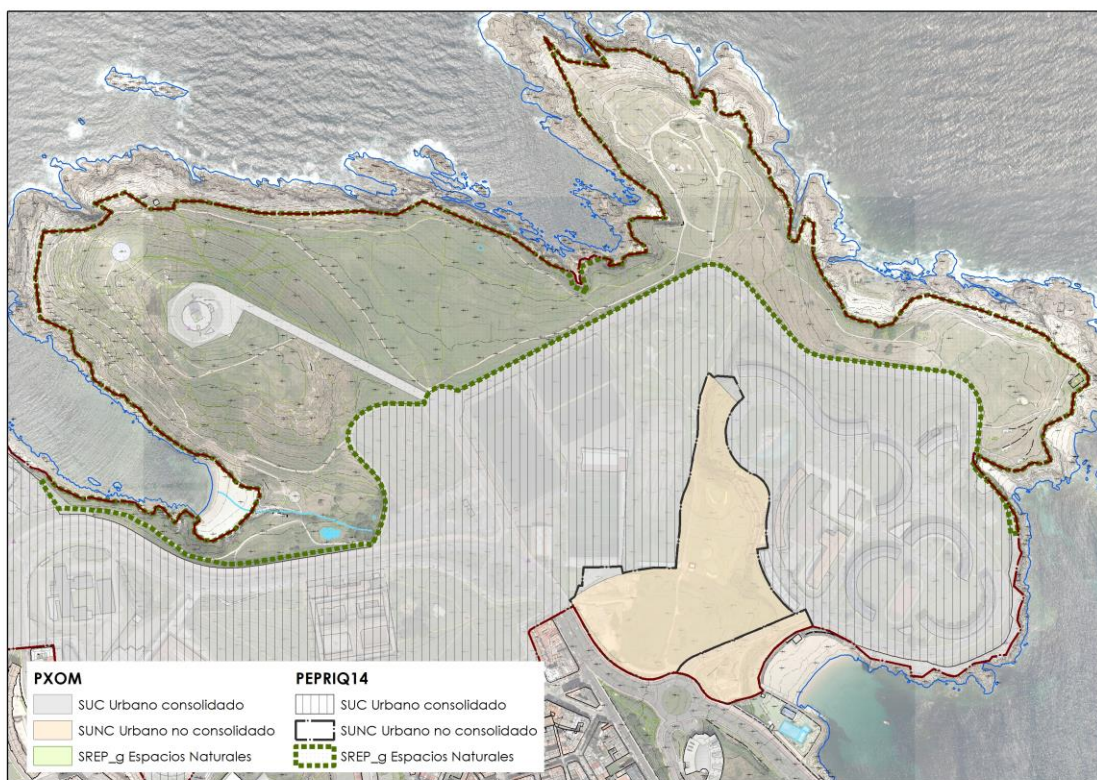 PXOM
SUC Urbano consolidado
SUNC Urbano no consolidado
SREP_g Espacios Naturales
PEPRIQ14
SUC Urbano consolidado
SUNC Urbano no consolidado
SREP_g Espacios Naturales